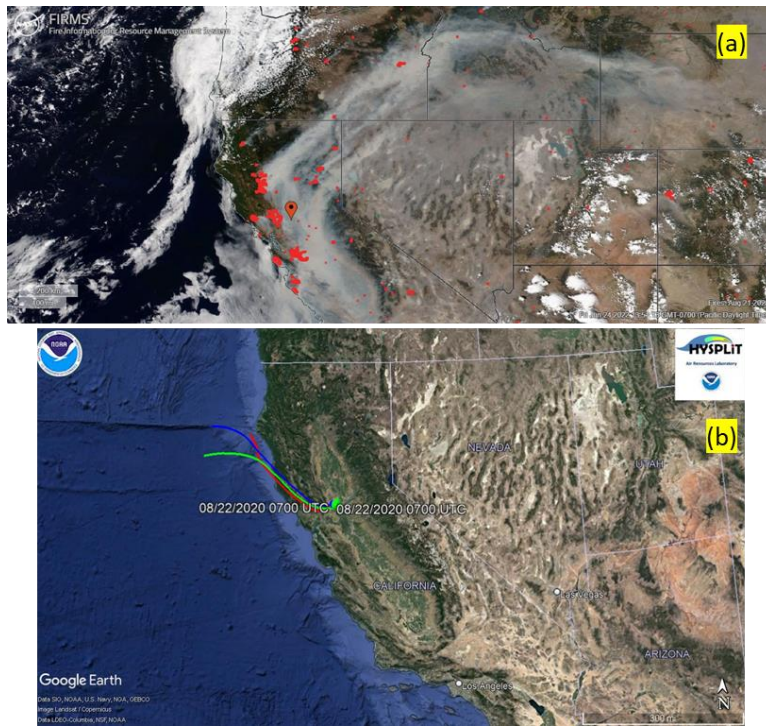 FIRMS
Fire Information for Resource Management System
(a)
NOAA
HYSPLIT
Air Resources Laboratory
(b)
NEVADA
UTAH
08/22/2020 0700 UTC
08/22/2020 0700 UTC
CALIFORNIA
Las Vegas
ARIZONA
Los Angeles
Google Earth
Data SIO, NOAA, U.S. Navy, NGA, GEBCO
Image Landsat / Copernicus
Data LDEO-Columbia, NSF, NOAA
N
300 mi